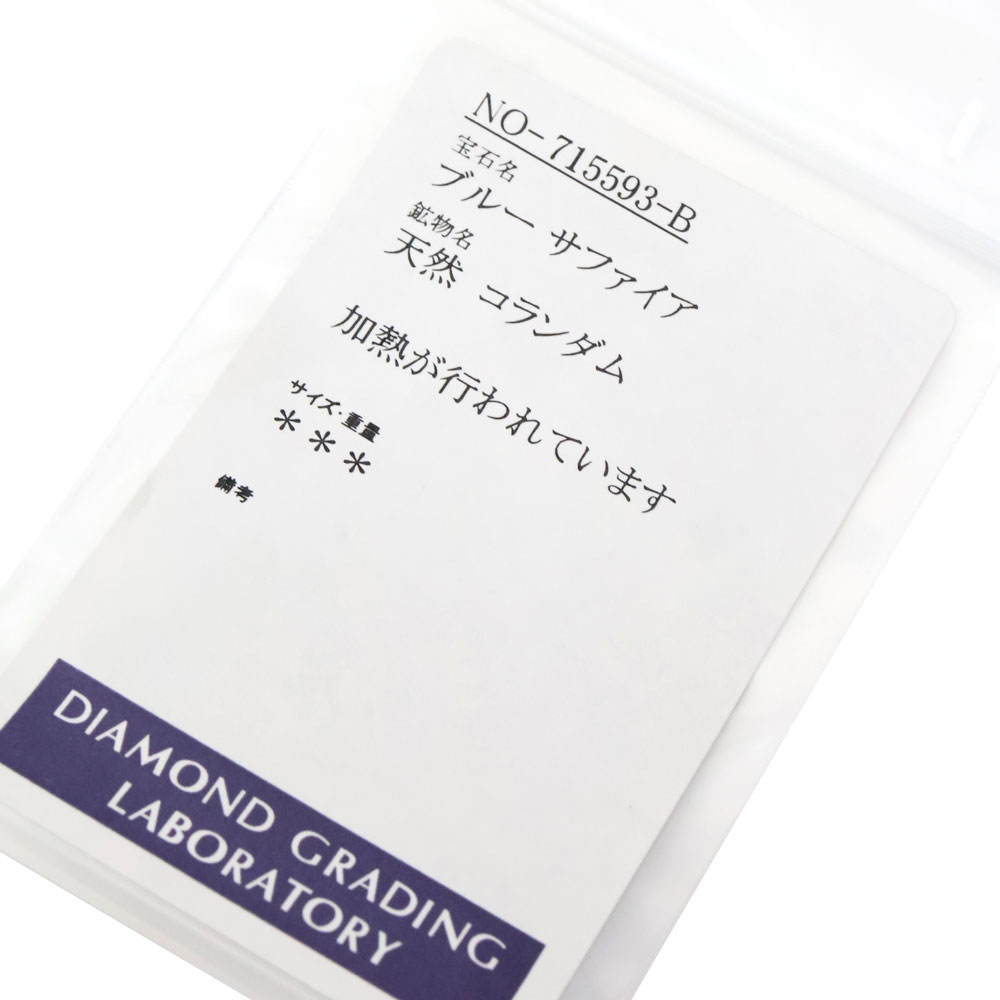 NO-715593-B
宝石名
ブルー サファイア
鉱物名
天然 コランダム
加熱が行われています
サイズ・重量
＊＊＊
備考
DIAMOND GRADING
LABORATORY